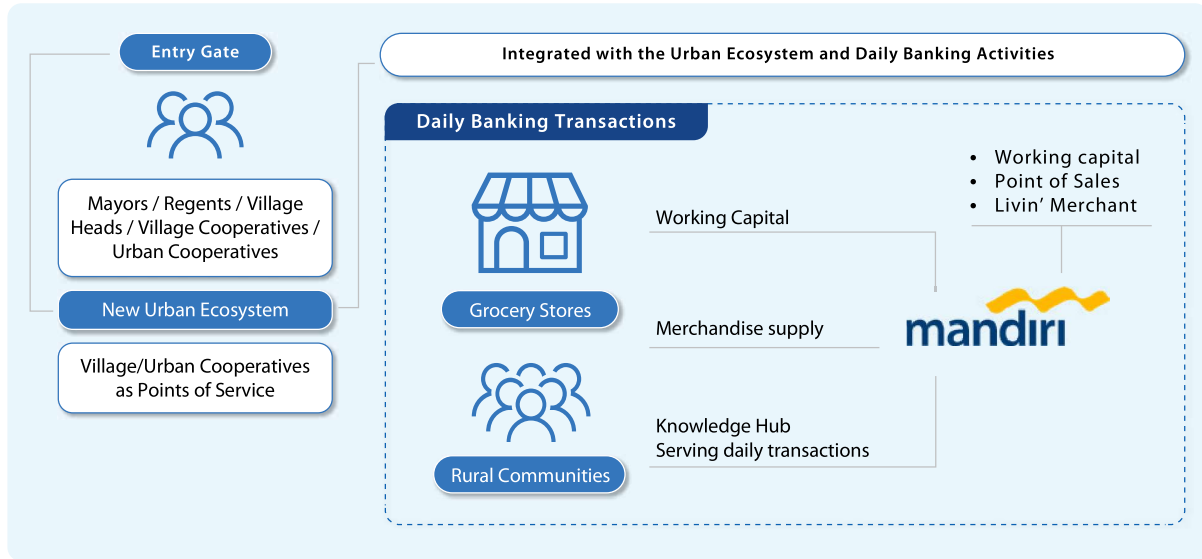 Entry Gate
Mayors / Regents / Village
Heads / Village Cooperatives /
Urban Cooperatives
New Urban Ecosystem
Village/Urban Cooperatives
as Points of Service
Integrated with the Urban Ecosystem and Daily Banking Activities
Daily Banking Transactions
Grocery Stores
Rural Communities
Working Capital
Merchandise supply
Knowledge Hub
Serving daily transactions
• Working capital
• Point of Sales
• Livin’ Merchant
mandiri